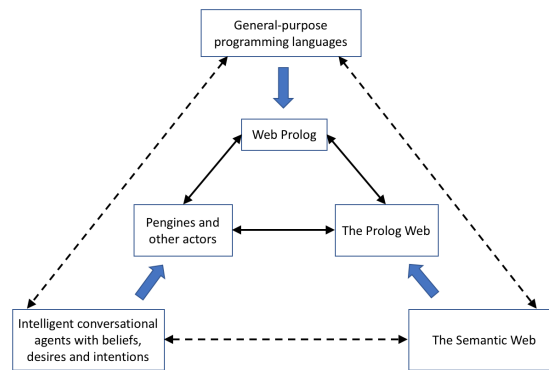 General-purpose
programming languages
Web Prolog
Pengines and
other actors
The Prolog Web
Intelligent conversational
agents with beliefs,
desires and intentions
The Semantic Web